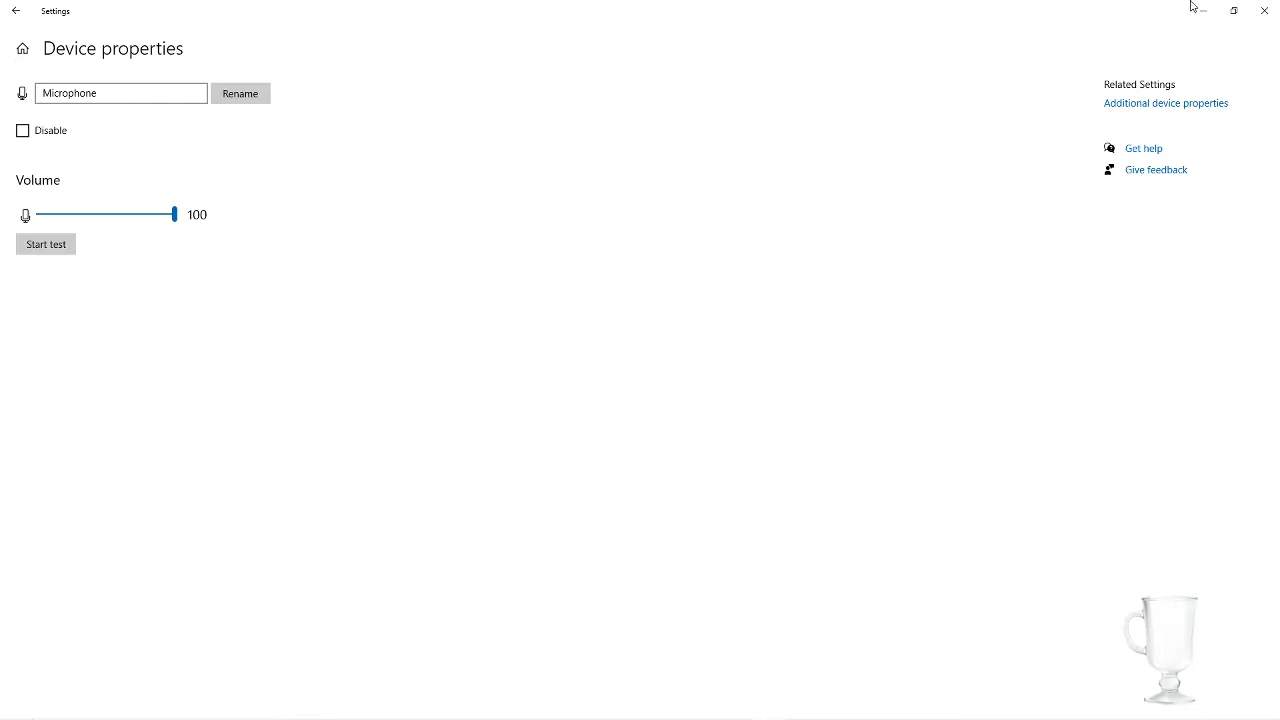 Settings
Device properties
Microphone
Rename
Disable
Volume
100
Start test
Related Settings
Additional device properties
Get help
Give feedback